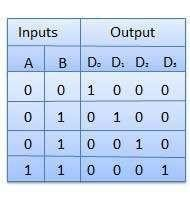 Inputs Output
A B D₀ D₁ D₂ D₃
0 0 1 0 0 0
0 1 0 1 0 0
0 1 0 0 1 0
1 1 0 0 0 1